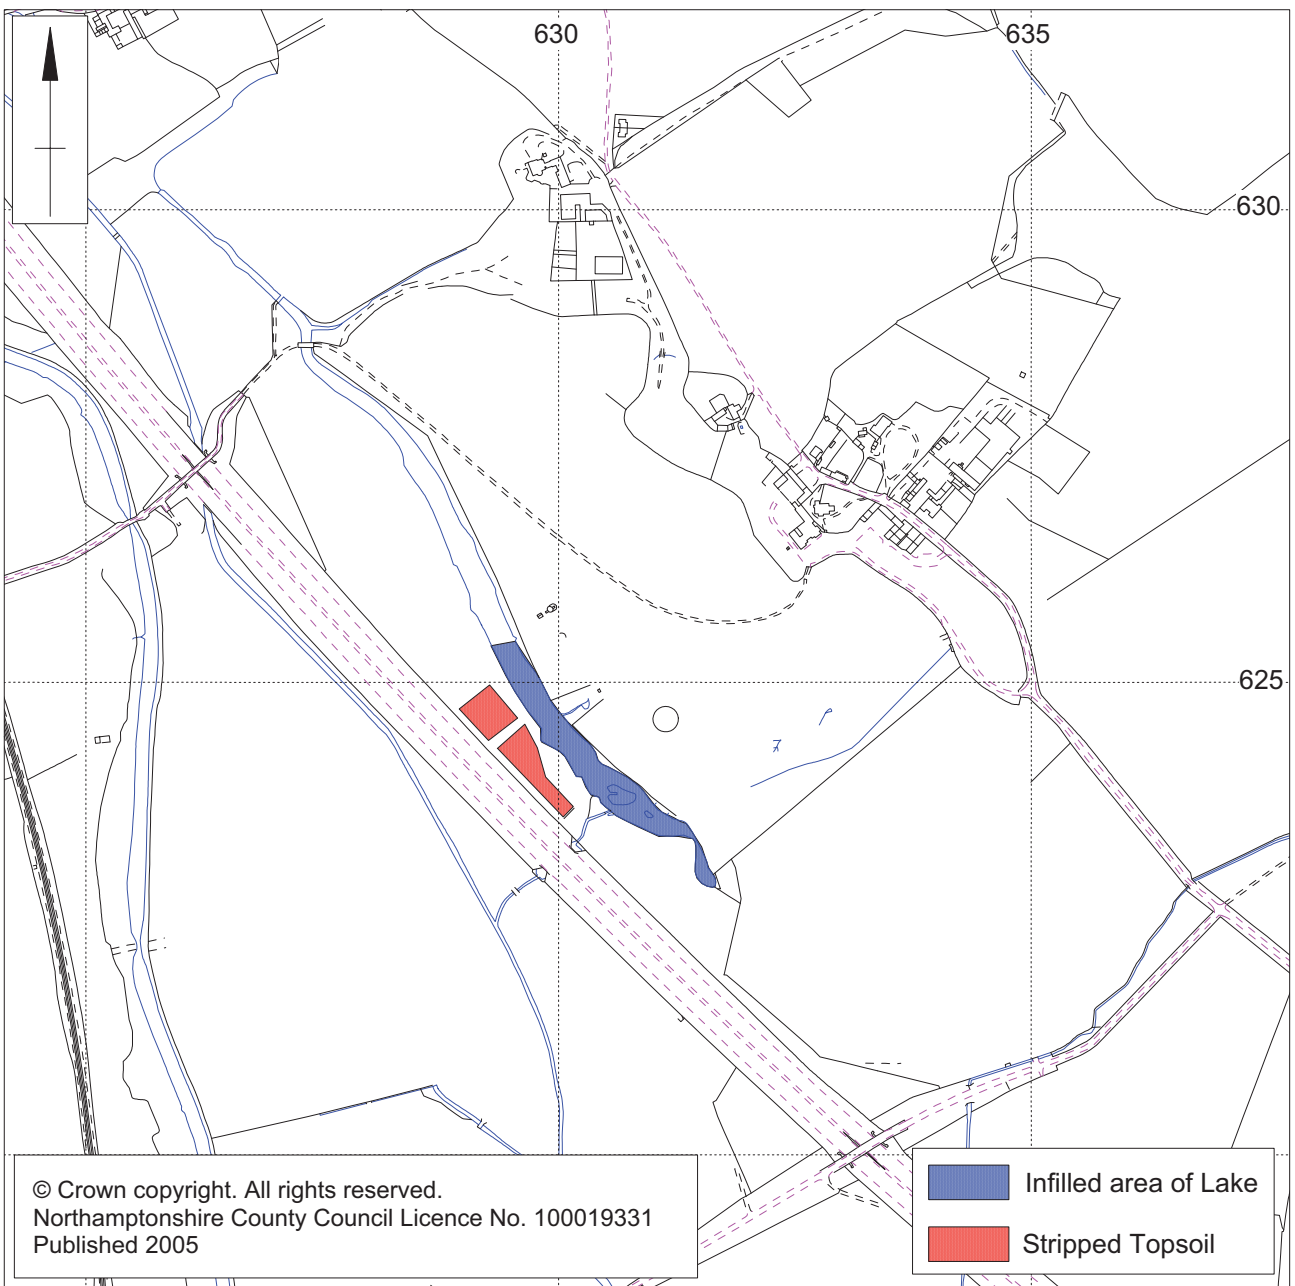 630
635
630
625
© Crown copyright. All rights reserved.
Northamptonshire County Council Licence No. 100019331
Published 2005
Infilled area of Lake
Stripped Topsoil